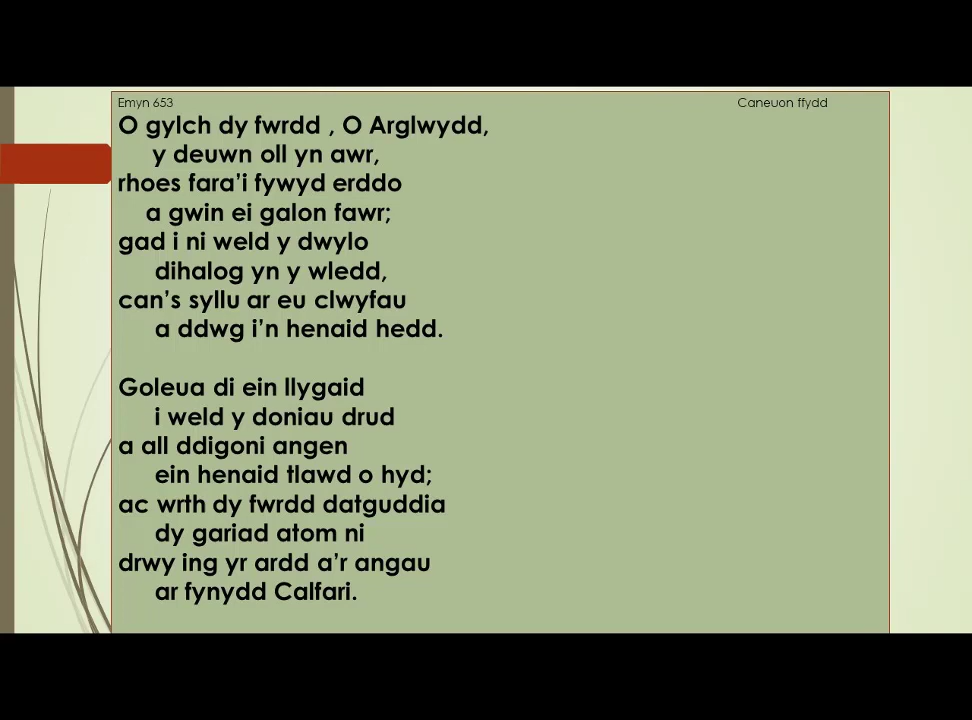 Emyn 653 Caneuon ffydd
O gylch dy fwrdd , O Arglwydd,
y deuwn oll yn awr,
rhoes fara'i fywyd erddo
a gwin ei galon fawr;
gad i ni weld y dwylo
dihalog yn y wledd,
can's syllu ar eu clwyfau
a ddwg i'n henaid hedd.
Goleua di ein llygaid
i weld y doniau drud
a all ddigoni angen
ein henaid tlawd o hyd;
ac wrth dy fwrdd datguddia
dy gariad atom ni
drwy ing yr ardd a'r angau
ar fynydd Calfari.